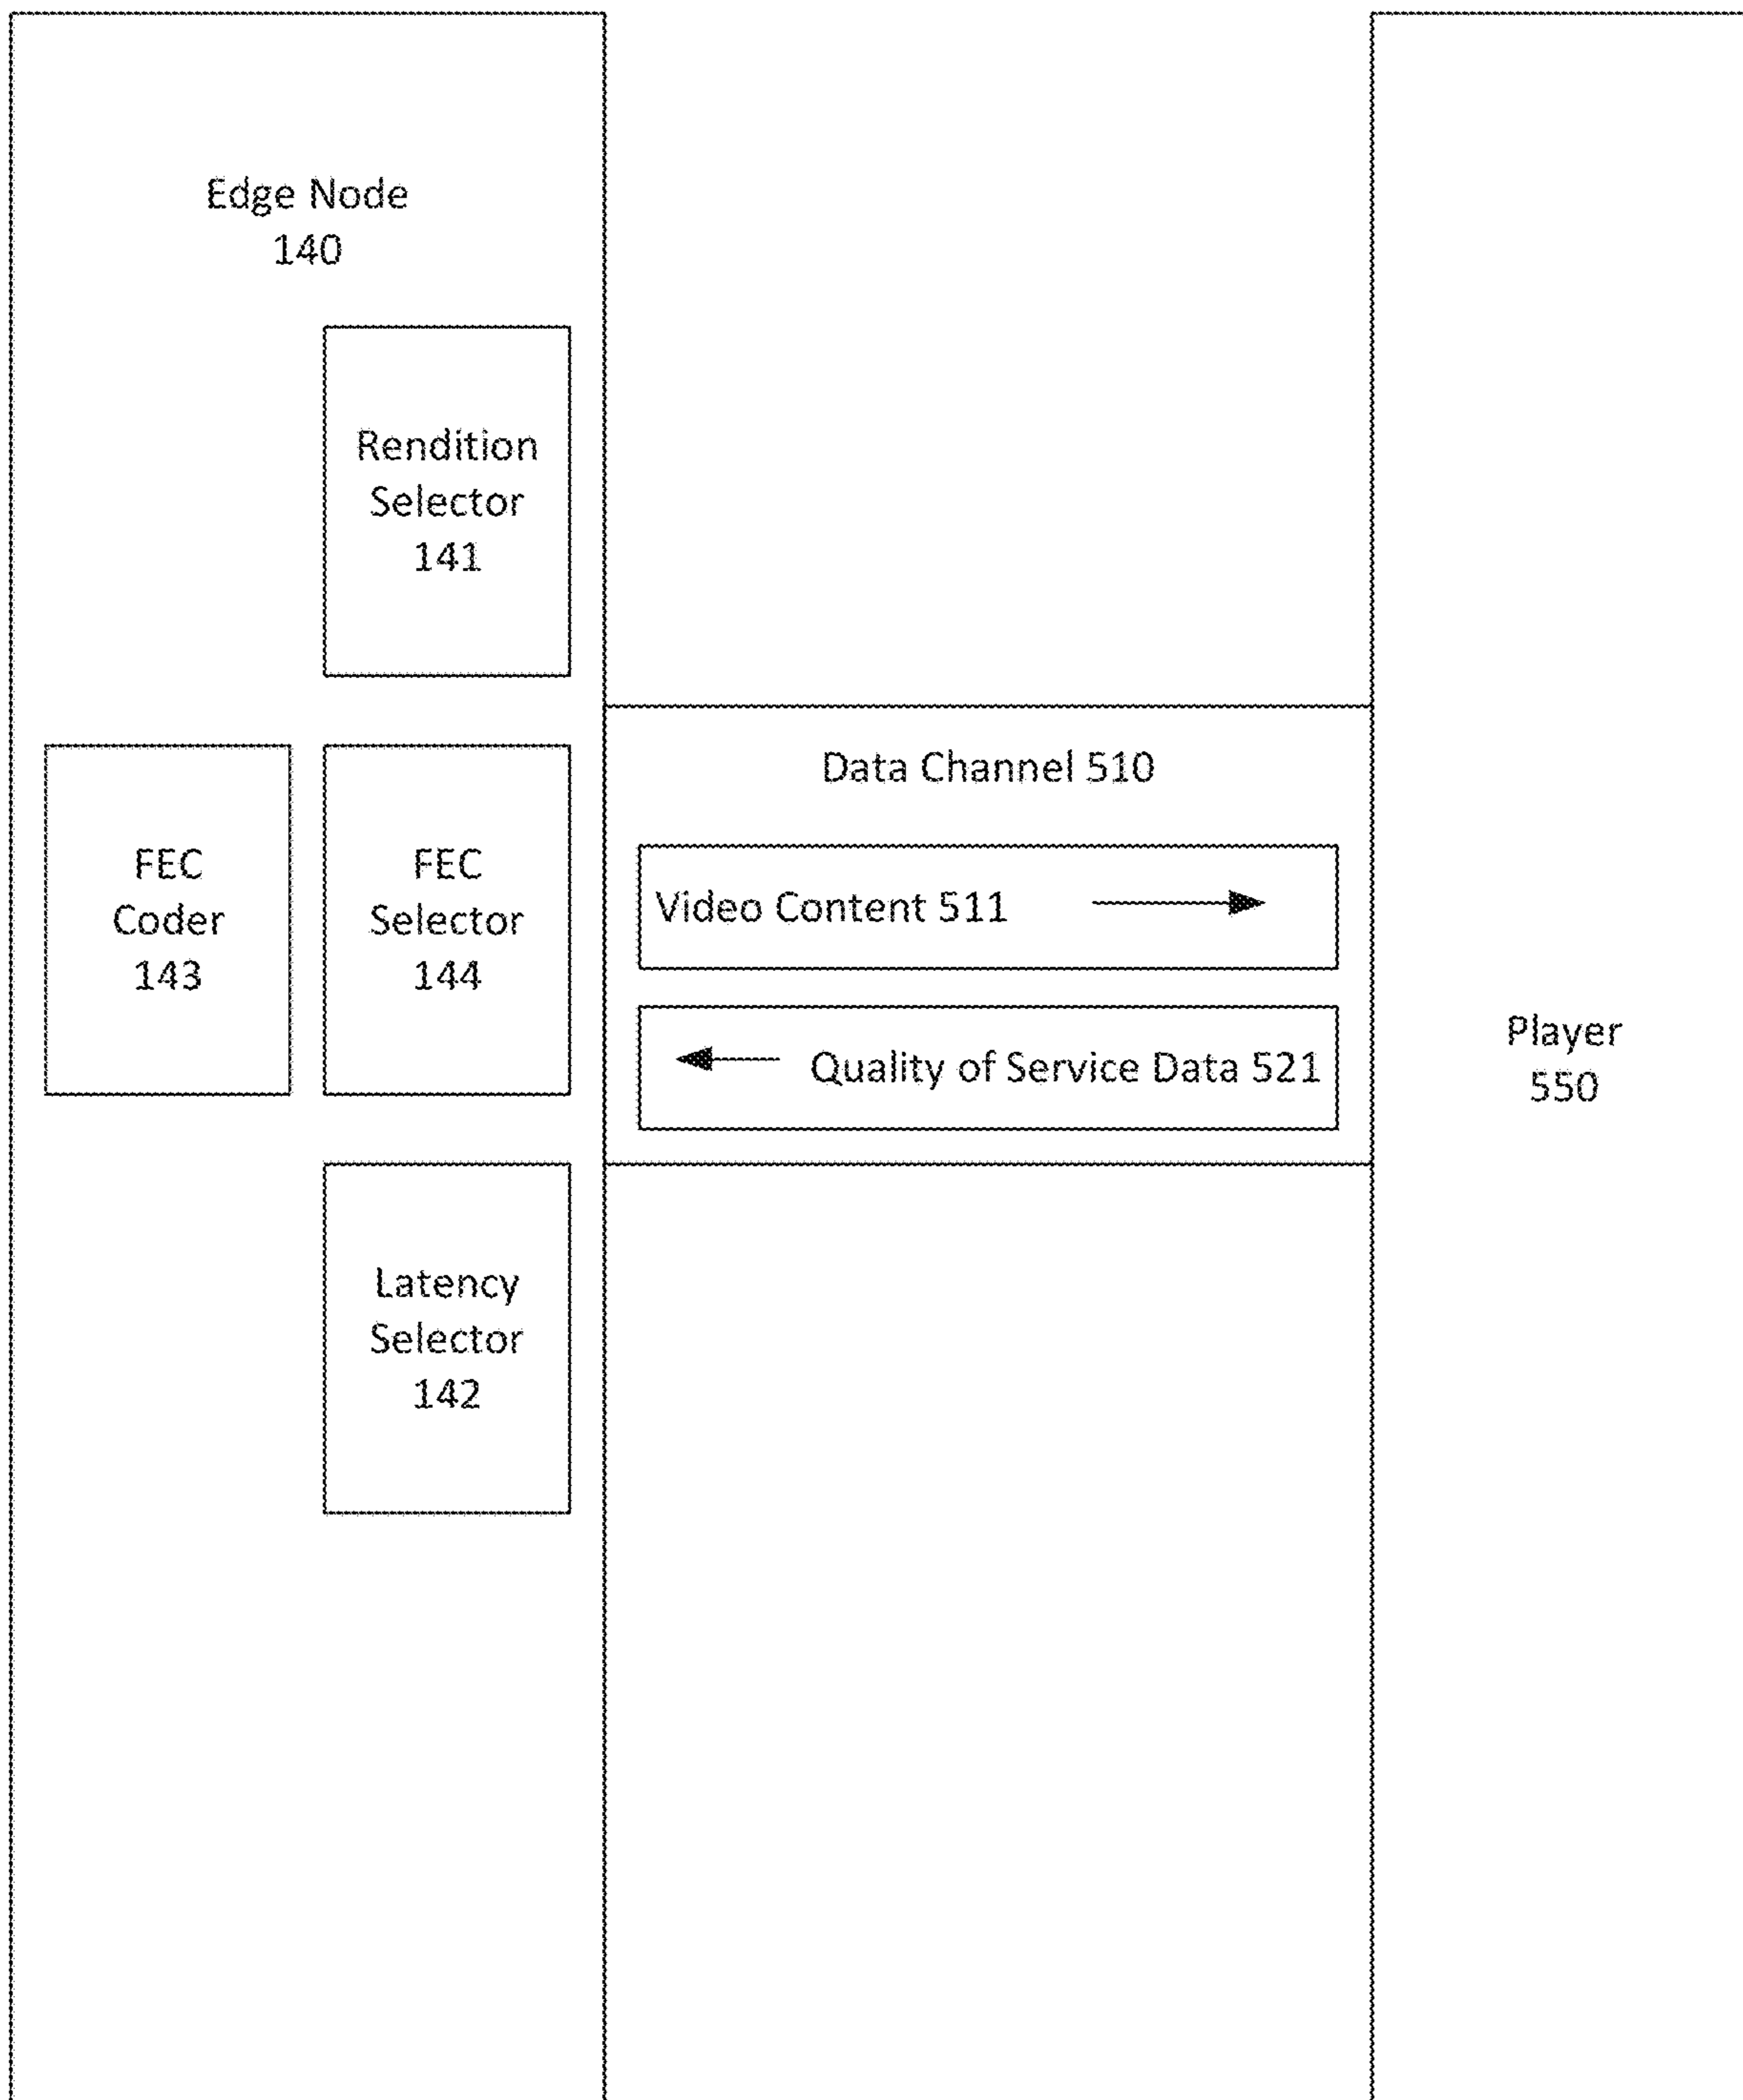 Edge Node
140
Rendition
Selector
141
FEC
Coder
143
FEC
Selector
144
Latency
Selector
142
Data Channel 510
Video Content 511
Quality of Service Data 521
Player
550